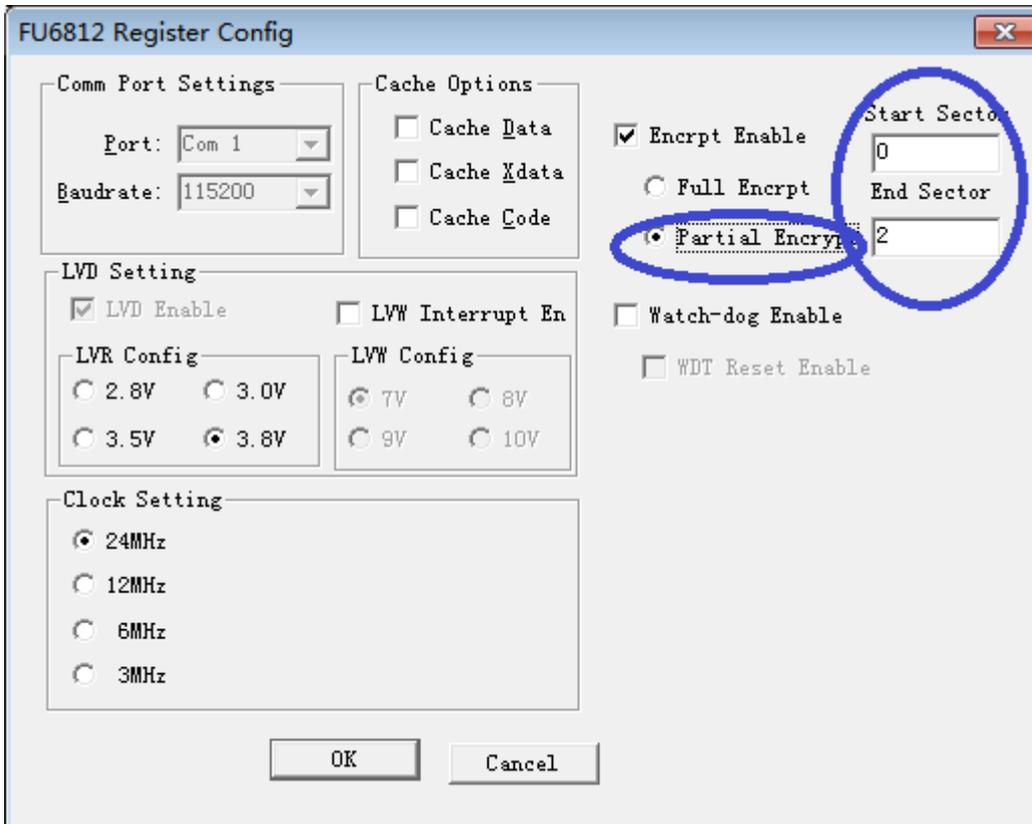 FU6812 Register Config
Comm Port Settings
Port: Com 1
Baudrate: 115200
Cache Options
Cache Data
Cache Xdata
Cache Code
Encrpt Enable
Full Encrpt
Partial Encryp
Start Secto
0
End Sector
2
LVD Setting
LVD Enable
LVW Interrupt En
LVR Config
2.8V 3.0V
3.5V 3.8V
LVW Config
7V 8V
9V 10V
Watch-dog Enable
WDT Reset Enable
Clock Setting
24MHz
12MHz
6MHz
3MHz
OK
Cancel